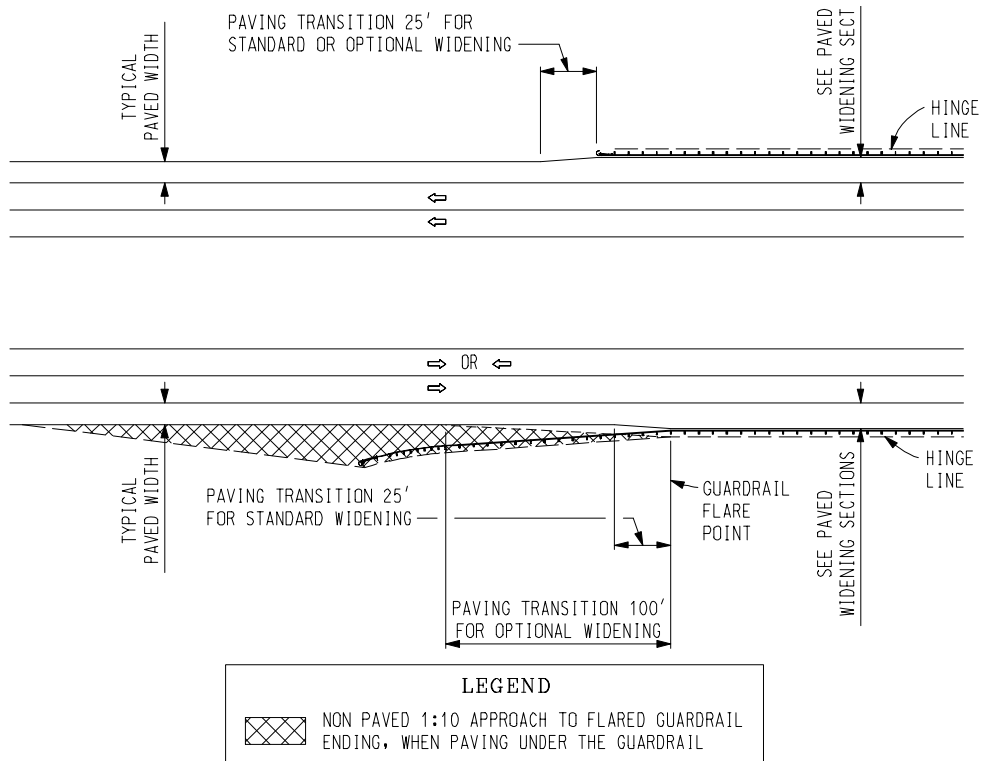 PAVING TRANSITION 25' FOR
STANDARD OR OPTIONAL WIDENING
TYPICAL
PAVED WIDTH
SEE PAVED
WIDENING SECT
HINGE
LINE
OR
TYPICAL
PAVED WIDTH
PAVING TRANSITION 25'
FOR STANDARD WIDENING
GUARDRAIL
FLARE
POINT
SEE PAVED
WIDENING SECTIONS
HINGE
LINE
PAVING TRANSITION 100'
FOR OPTIONAL WIDENING
LEGEND
NON PAVED 1:10 APPROACH TO FLARED GUARDRAIL
ENDING, WHEN PAVING UNDER THE GUARDRAIL